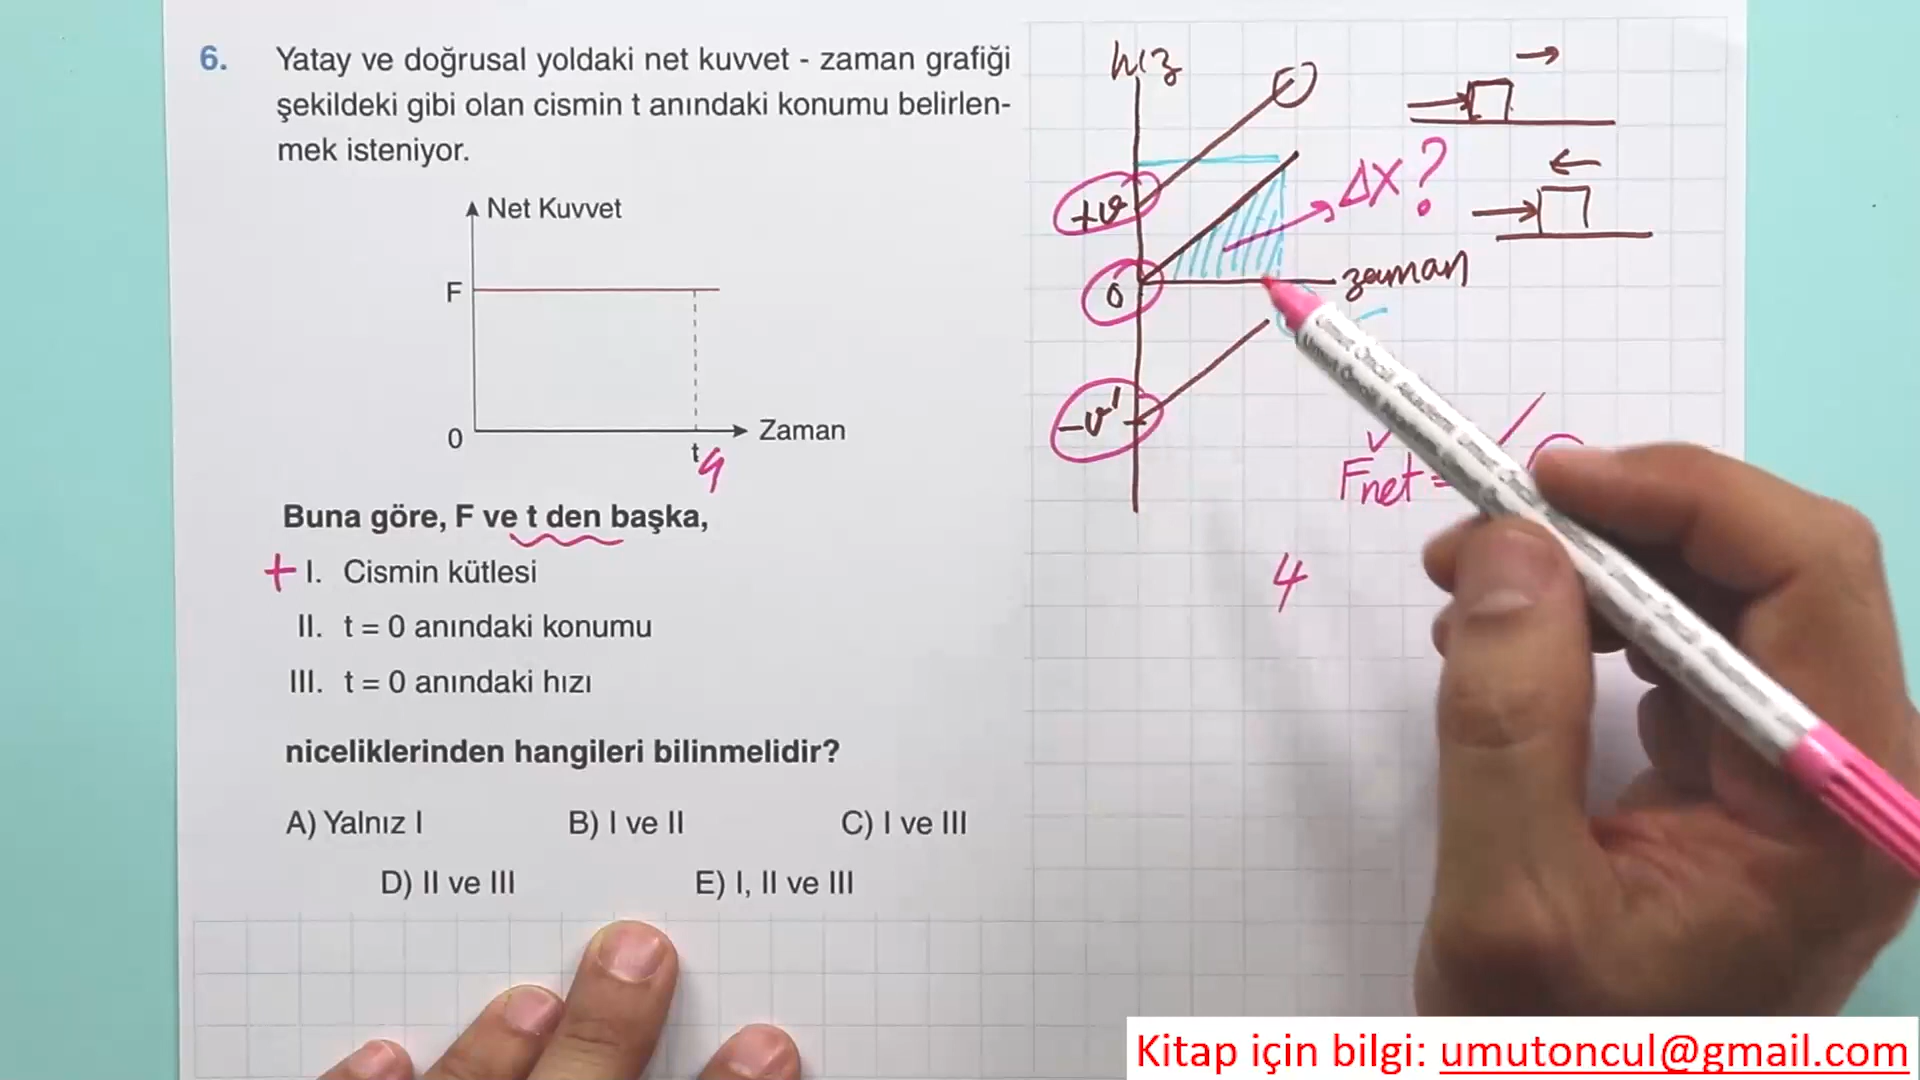 6. Yatay ve doğrusal yoldaki net kuvvet - zaman grafiği
şekildeki gibi olan cismin t anındaki konumu belirlen-
mek isteniyor.
Net Kuvvet
F
0
Zaman
t
Buna göre, F ve t den başka,
+ I. Cismin kütlesi
II. t = 0 anındaki konumu
III. t = 0 anındaki hızı
niceliklerinden hangileri bilinmelidir?
A) Yalnız I B) I ve II C) I ve III
D) II ve III E) I, II ve III
hız
+v
ΔX?
0
zaman
-v'
Fnet =
4
Kitap için bilgi: umutoncul@gmail.com